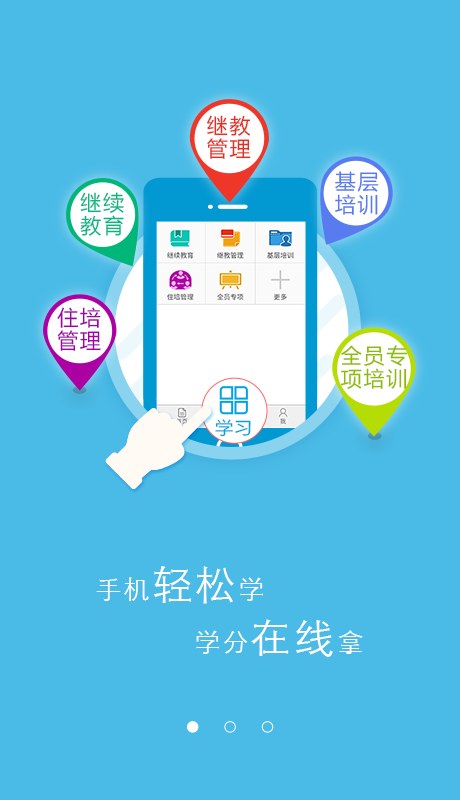 继教
管理
继续
教育
基层
培训
住培
管理
全员专
项培训
继续教育
继教管理
基层培训
住培管理
全员专项
更多
学习
我
手机轻松学
学分在线拿